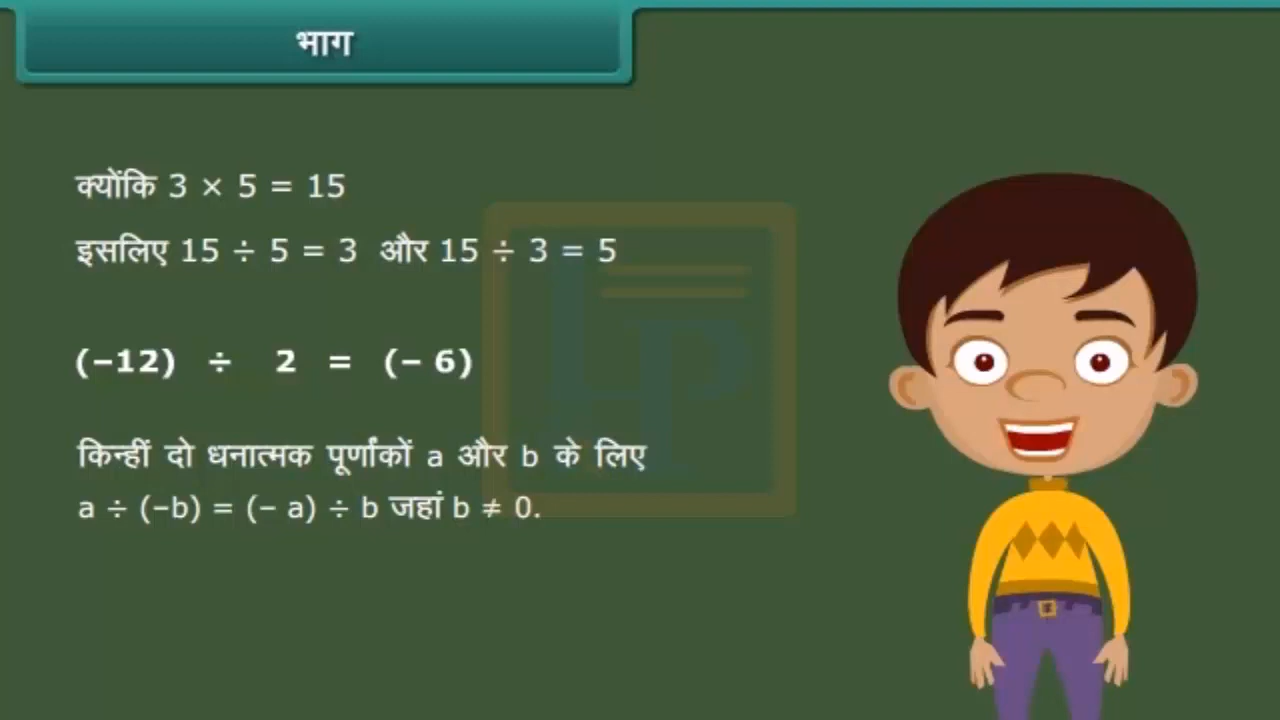 भाग
क्योंकि 3 × 5 = 15
इसलिए 15 ÷ 5 = 3 और 15 ÷ 3 = 5
(–12) ÷ 2 = (– 6)
किन्हीं दो धनात्मक पूर्णांकों a और b के लिए
a ÷ (–b) = (– a) ÷ b जहां b ≠ 0.